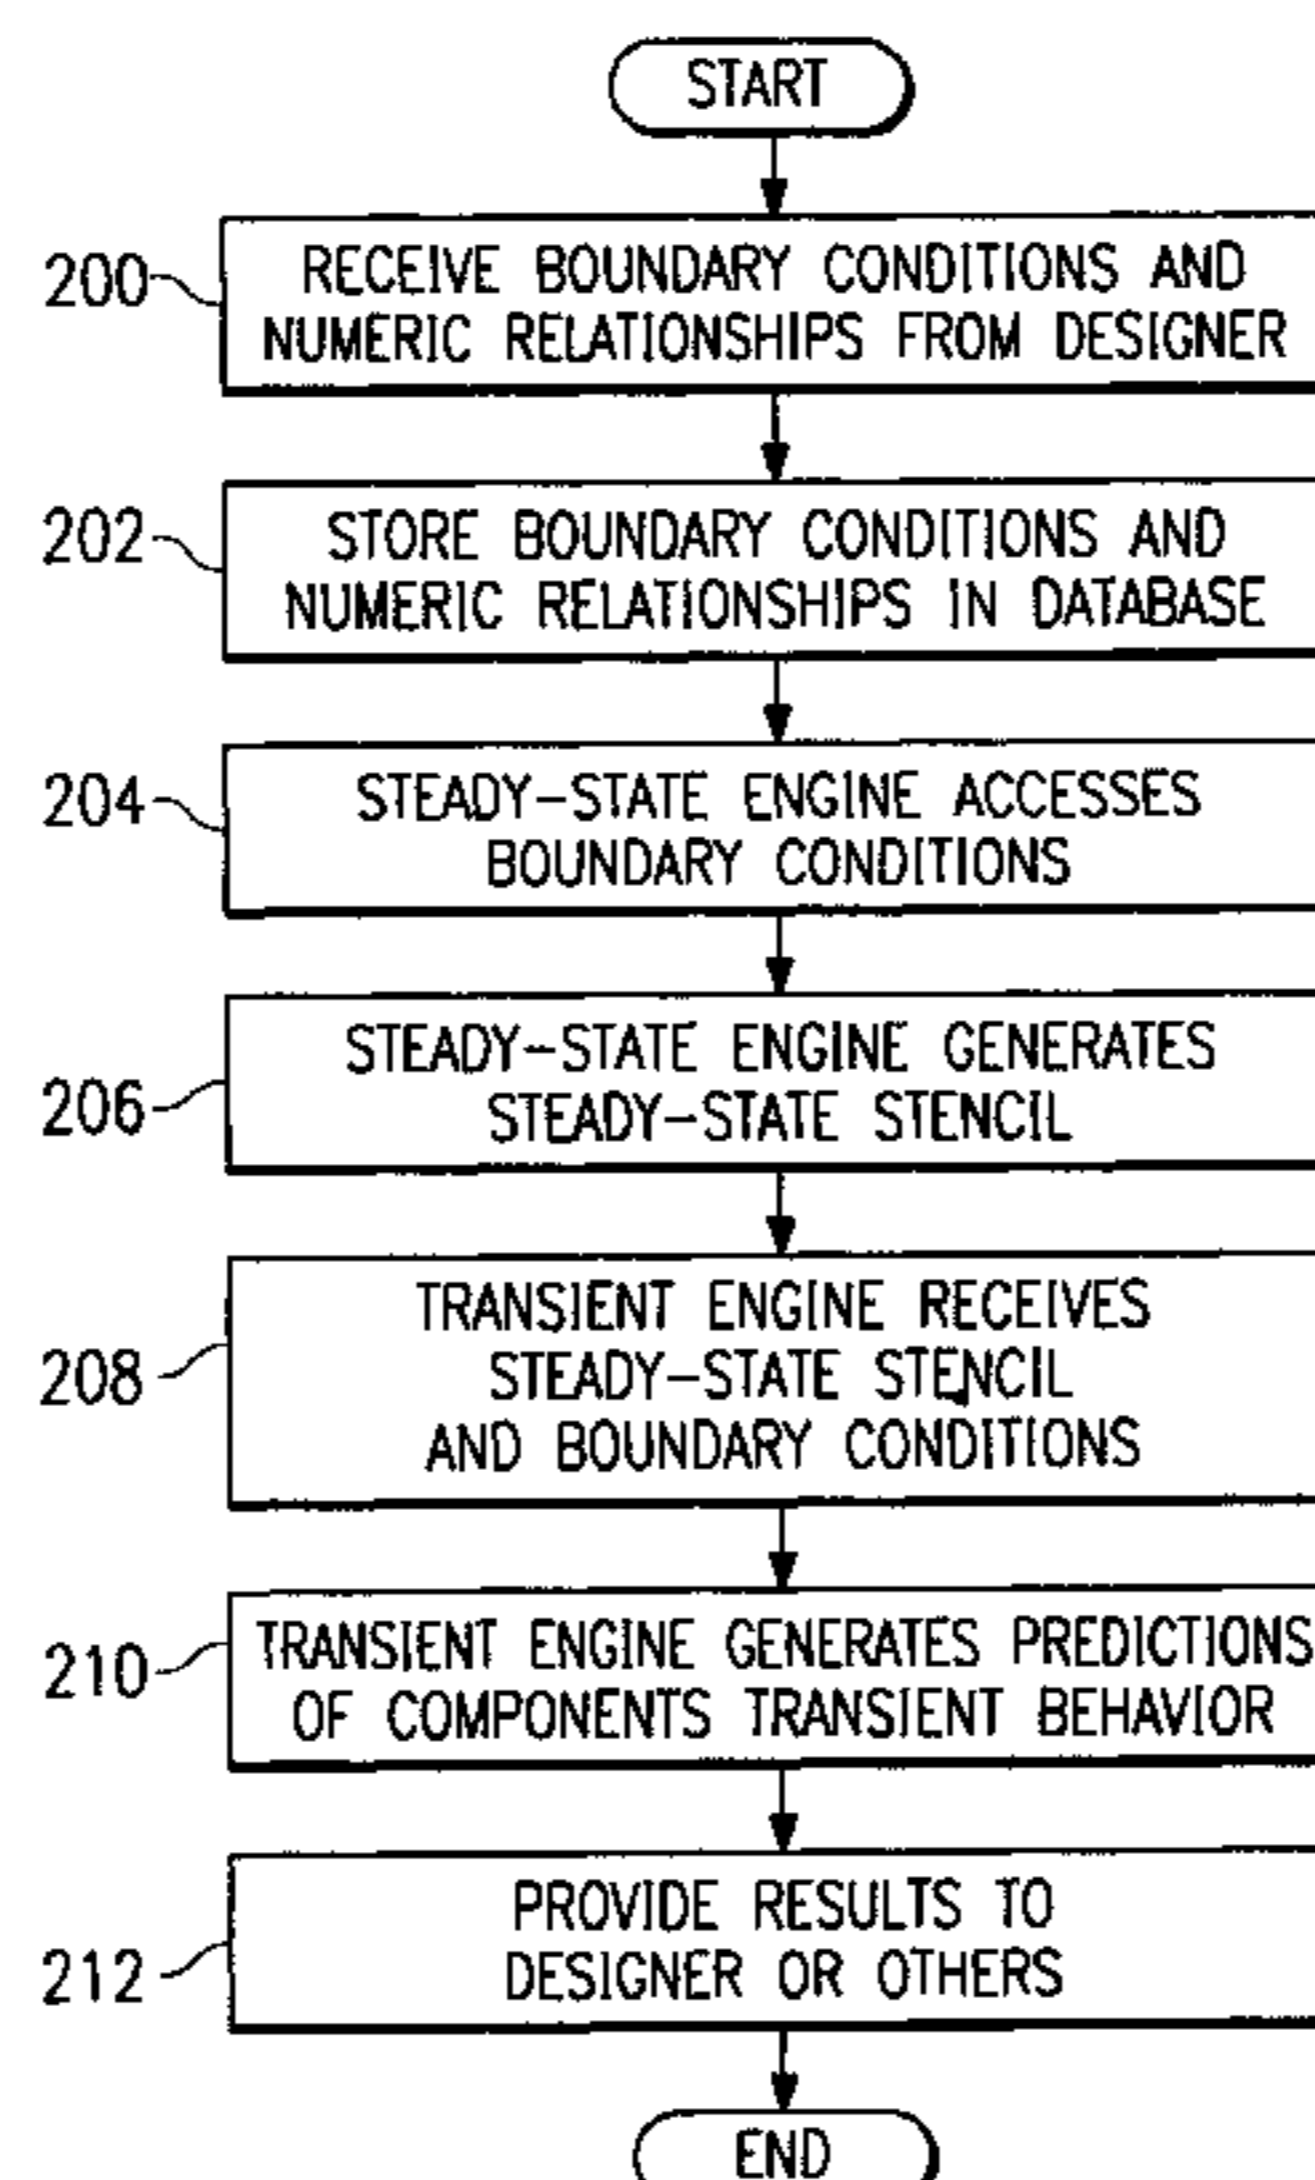 START
200
RECEIVE BOUNDARY CONDITIONS AND
NUMERIC RELATIONSHIPS FROM DESIGNER
202
STORE BOUNDARY CONDITIONS AND
NUMERIC RELATIONSHIPS IN DATABASE
204
STEADY-STATE ENGINE ACCESSES
BOUNDARY CONDITIONS
206
STEADY-STATE ENGINE GENERATES
STEADY-STATE STENCIL
208
TRANSIENT ENGINE RECEIVES
STEADY-STATE STENCIL
AND BOUNDARY CONDITIONS
210
TRANSIENT ENGINE GENERATES PREDICTIONS
OF COMPONENTS TRANSIENT BEHAVIOR
212
PROVIDE RESULTS TO
DESIGNER OR OTHERS
END